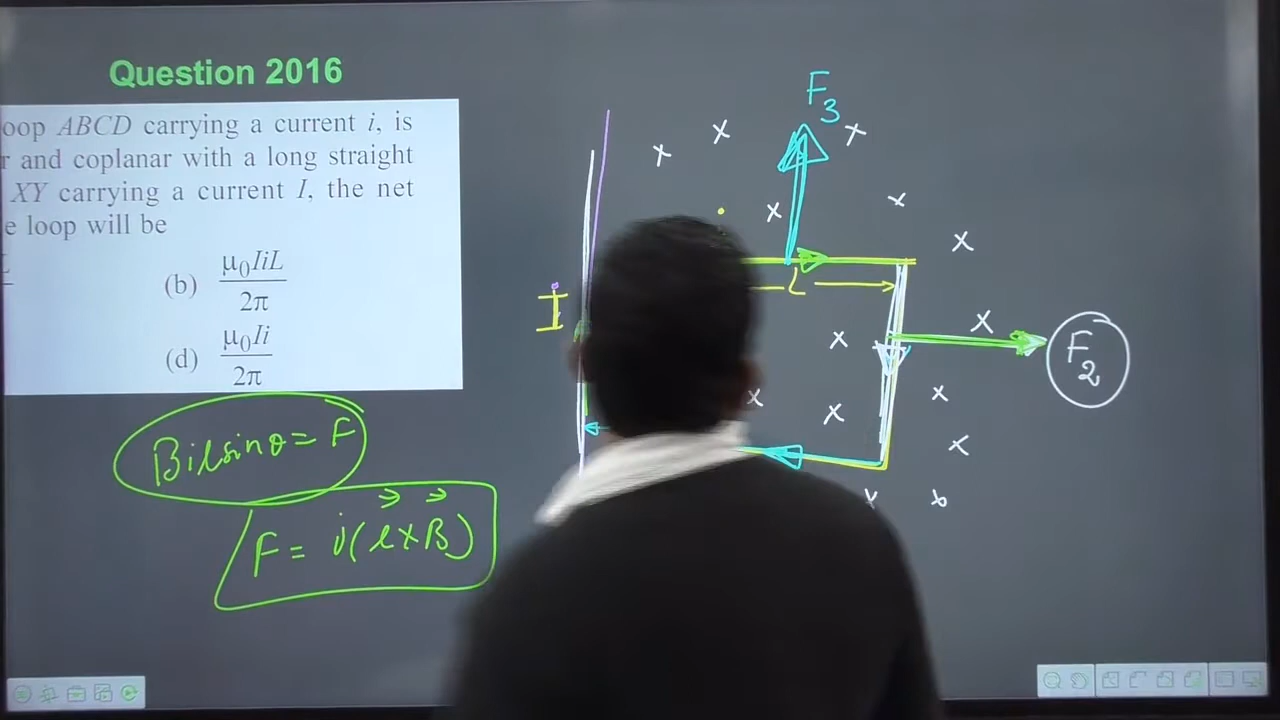 Question 2016
oop ABCD carrying a current i, is
r and coplanar with a long straight
XY carrying a current I, the net
e loop will be
(b) μ₀IiL/2π
(d) μ₀Ii/2π
Bilsinθ = F
F = i(l⃗ × B⃗)
I
F₃
L
F₂